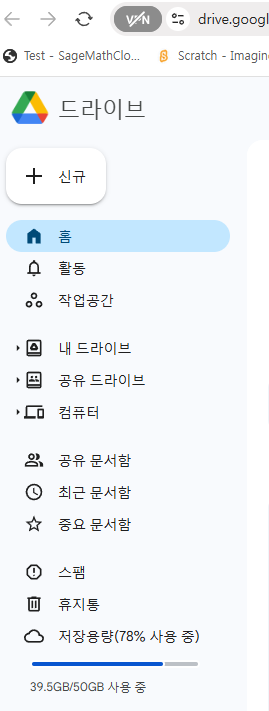 VPN
drive.googl
Test - SageMathClo...
Scratch - Imagin
드라이브
신규
홈
활동
작업공간
내 드라이브
공유 드라이브
컴퓨터
공유 문서함
최근 문서함
중요 문서함
스팸
휴지통
저장용량(78% 사용 중)
39.5GB/50GB 사용 중